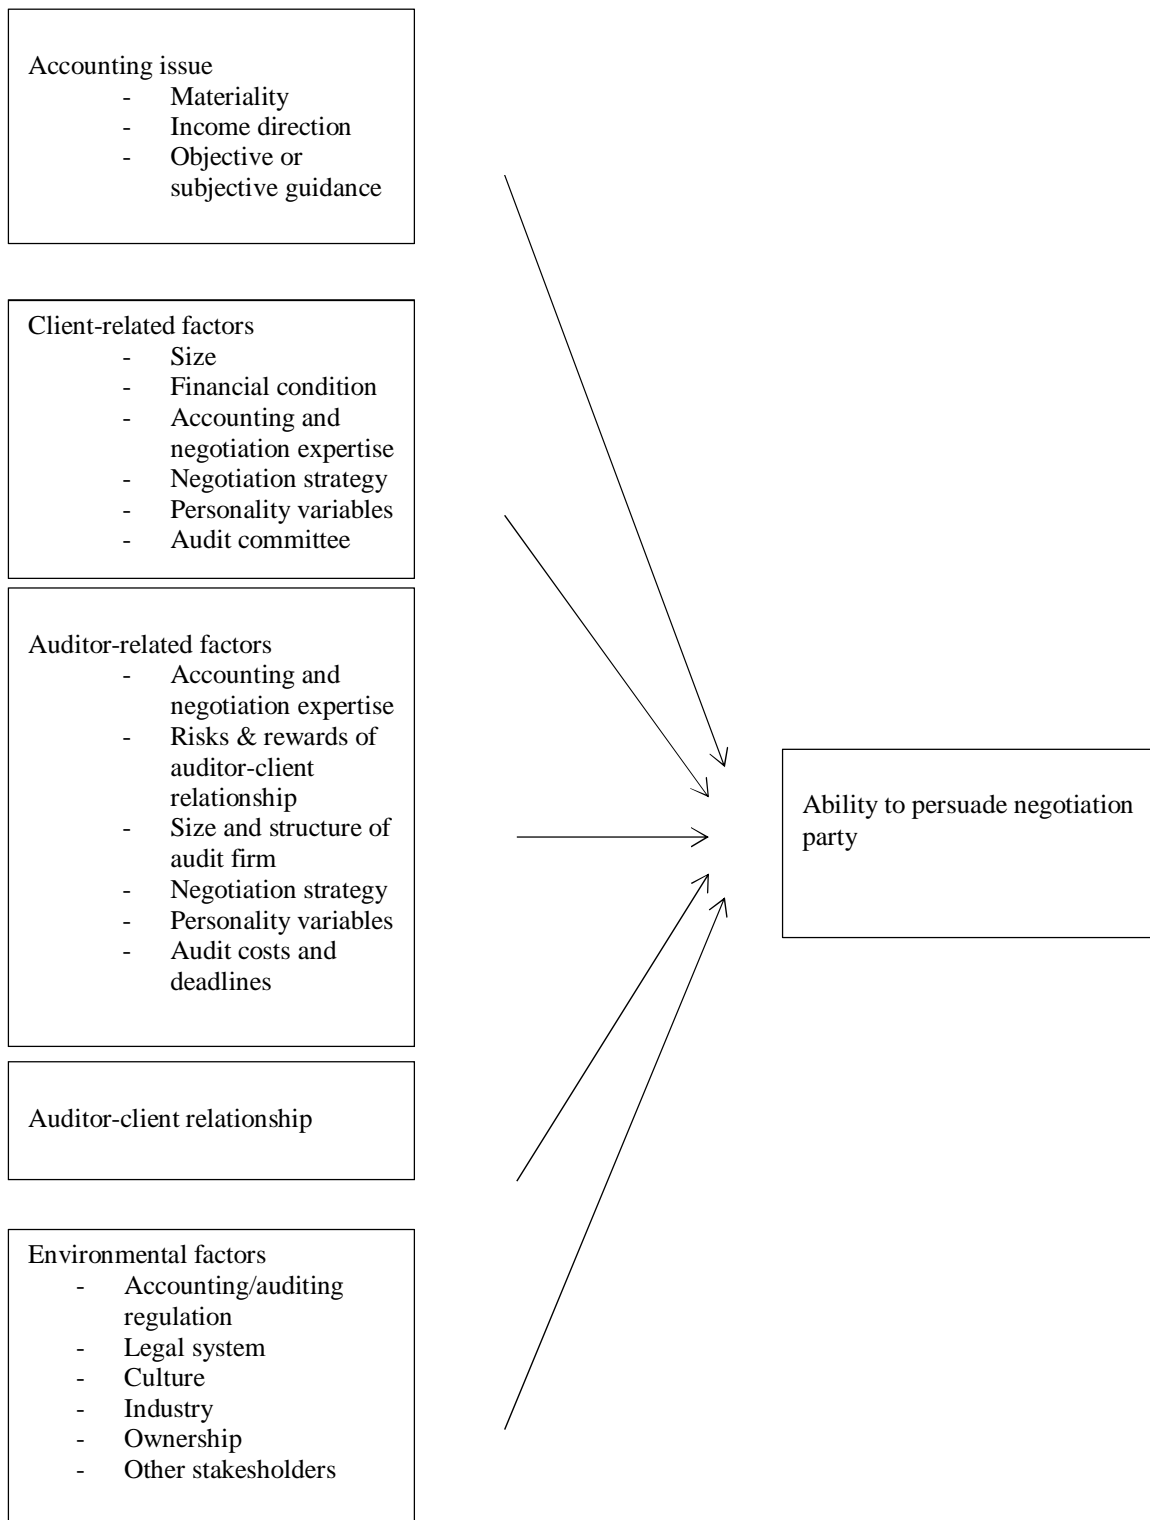 Accounting issue
- Materiality
- Income direction
- Objective or
subjective guidance
Client-related factors
- Size
- Financial condition
- Accounting and
negotiation expertise
- Negotiation strategy
- Personality variables
- Audit committee
Auditor-related factors
- Accounting and
negotiation expertise
- Risks & rewards of
auditor-client
relationship
- Size and structure of
audit firm
- Negotiation strategy
- Personality variables
- Audit costs and
deadlines
Auditor-client relationship
Environmental factors
- Accounting/auditing
regulation
- Legal system
- Culture
- Industry
- Ownership
- Other stakesholders
Ability to persuade negotiation
party